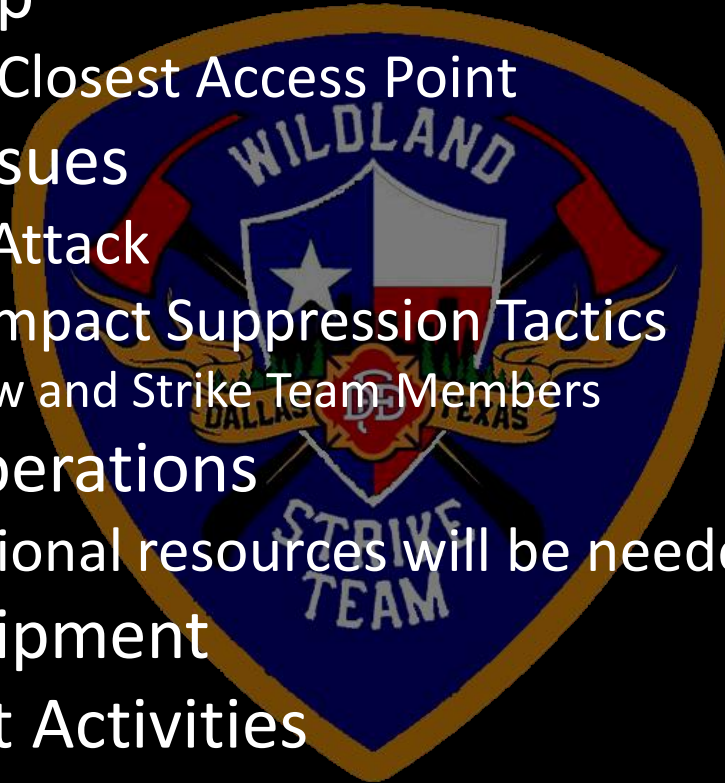 p
Closest Access Point
WILDLAND
sues
Attack
mpact Suppression Tactics
w and Strike Team Members
DALLAS TEXAS
perations
STRIKE
ional resources will be neede
TEAM
ipment
t Activities